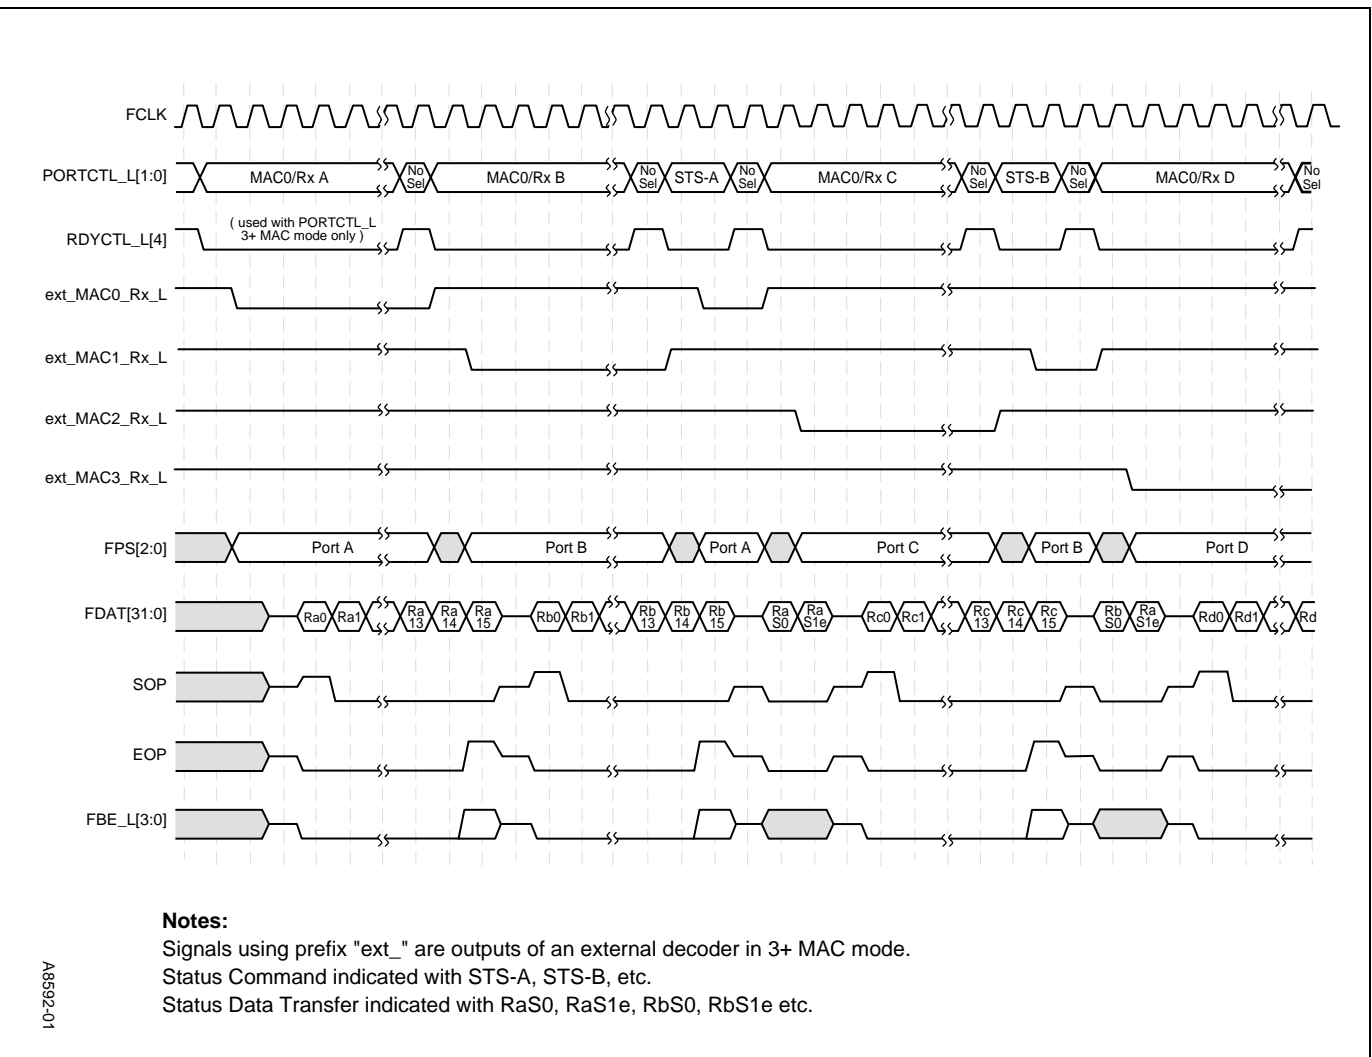 FCLK
PORTCTL_L[1:0]
MAC0/Rx A
No
Sel
MAC0/Rx B
No
Sel
STS-A
No
Sel
MAC0/Rx C
No
Sel
STS-B
No
Sel
MAC0/Rx D
No
Sel
RDYCTL_L[4]
( used with PORTCTL_L
3+ MAC mode only )
ext_MAC0_Rx_L
ext_MAC1_Rx_L
ext_MAC2_Rx_L
ext_MAC3_Rx_L
FPS[2:0]
Port A
Port B
Port A
Port C
Port B
Port D
FDAT[31:0]
Ra0
Ra1
Ra
13
Ra
14
Ra
15
Rb0
Rb1
Rb
13
Rb
14
Rb
15
Ra
S0
Ra
S1e
Rc0
Rc1
Rc
13
Rc
14
Rc
15
Rb
S0
Ra
S1e
Rd0
Rd1
Rd
SOP
EOP
FBE_L[3:0]
Notes:
Signals using prefix "ext_" are outputs of an external decoder in 3+ MAC mode.
Status Command indicated with STS-A, STS-B, etc.
Status Data Transfer indicated with RaS0, RaS1e, RbS0, RbS1e etc.
A8592-01